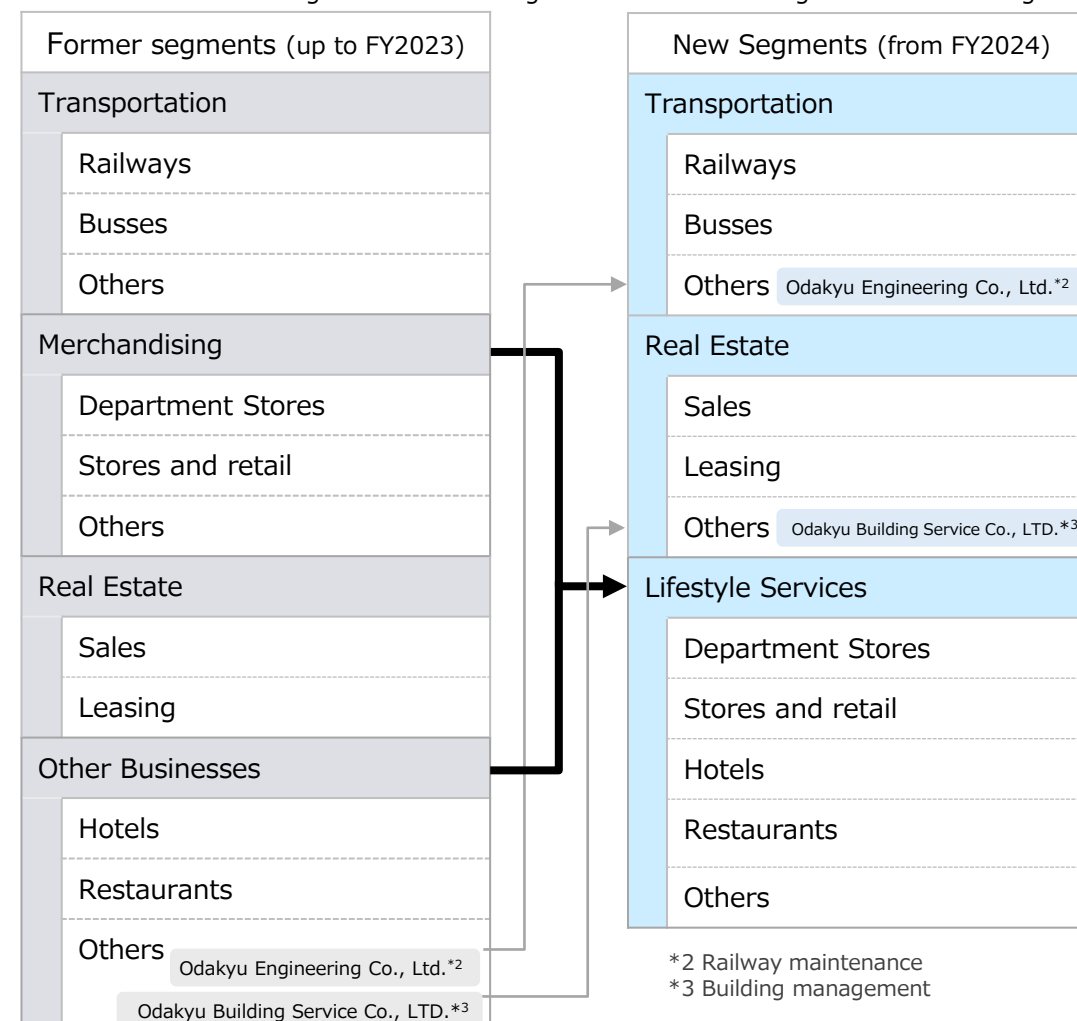 Former segments (up to FY2023)
Transportation
Railways
Busses
Others
Merchandising
Department Stores
Stores and retail
Others
Real Estate
Sales
Leasing
Other Businesses
Hotels
Restaurants
Others
Odakyu Engineering Co., Ltd.*2
Odakyu Building Service Co., LTD.*3
New Segments (from FY2024)
Transportation
Railways
Busses
Others Odakyu Engineering Co., Ltd.*2
Real Estate
Sales
Leasing
Others Odakyu Building Service Co., LTD.*3
Lifestyle Services
Department Stores
Stores and retail
Hotels
Restaurants
Others
*2 Railway maintenance
*3 Building management